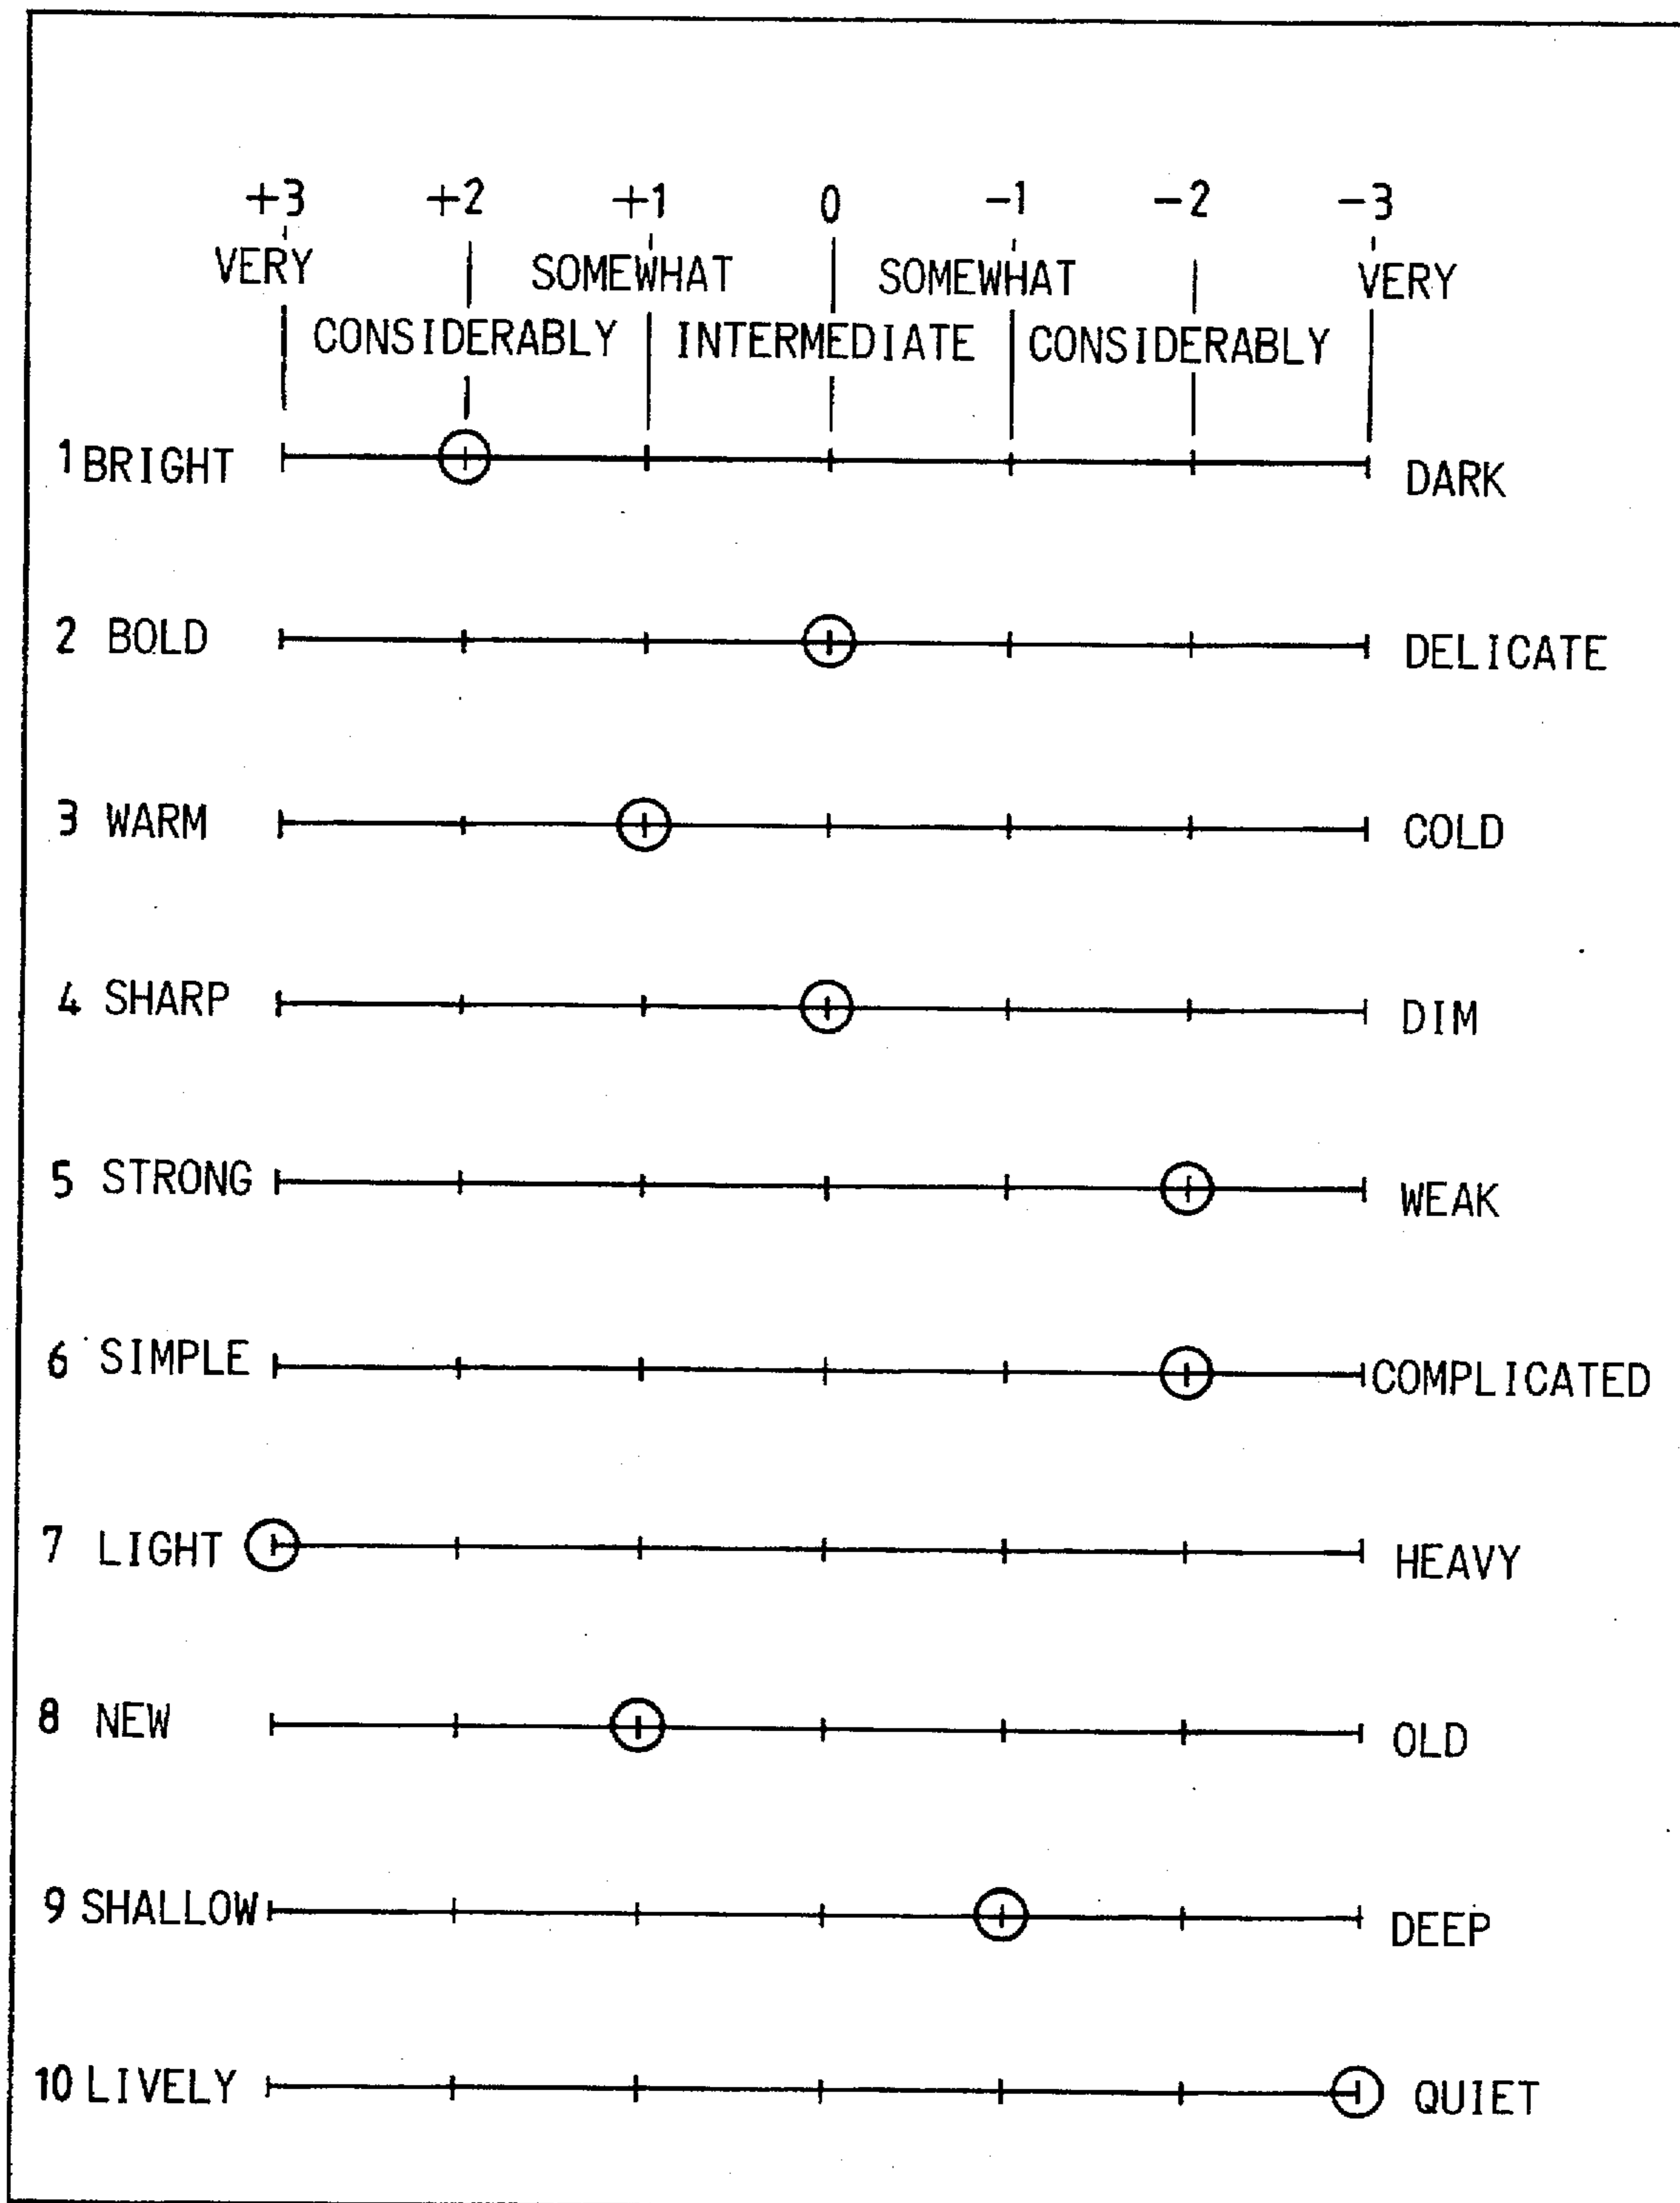 +3 +2 +1 0 -1 -2 -3
VERY SOMEWHAT SOMEWHAT VERY
CONSIDERABLY INTERMEDIATE CONSIDERABLY
1 BRIGHT DARK
2 BOLD DELICATE
3 WARM COLD
4 SHARP DIM
5 STRONG WEAK
6 SIMPLE COMPLICATED
7 LIGHT HEAVY
8 NEW OLD
9 SHALLOW DEEP
10 LIVELY QUIET